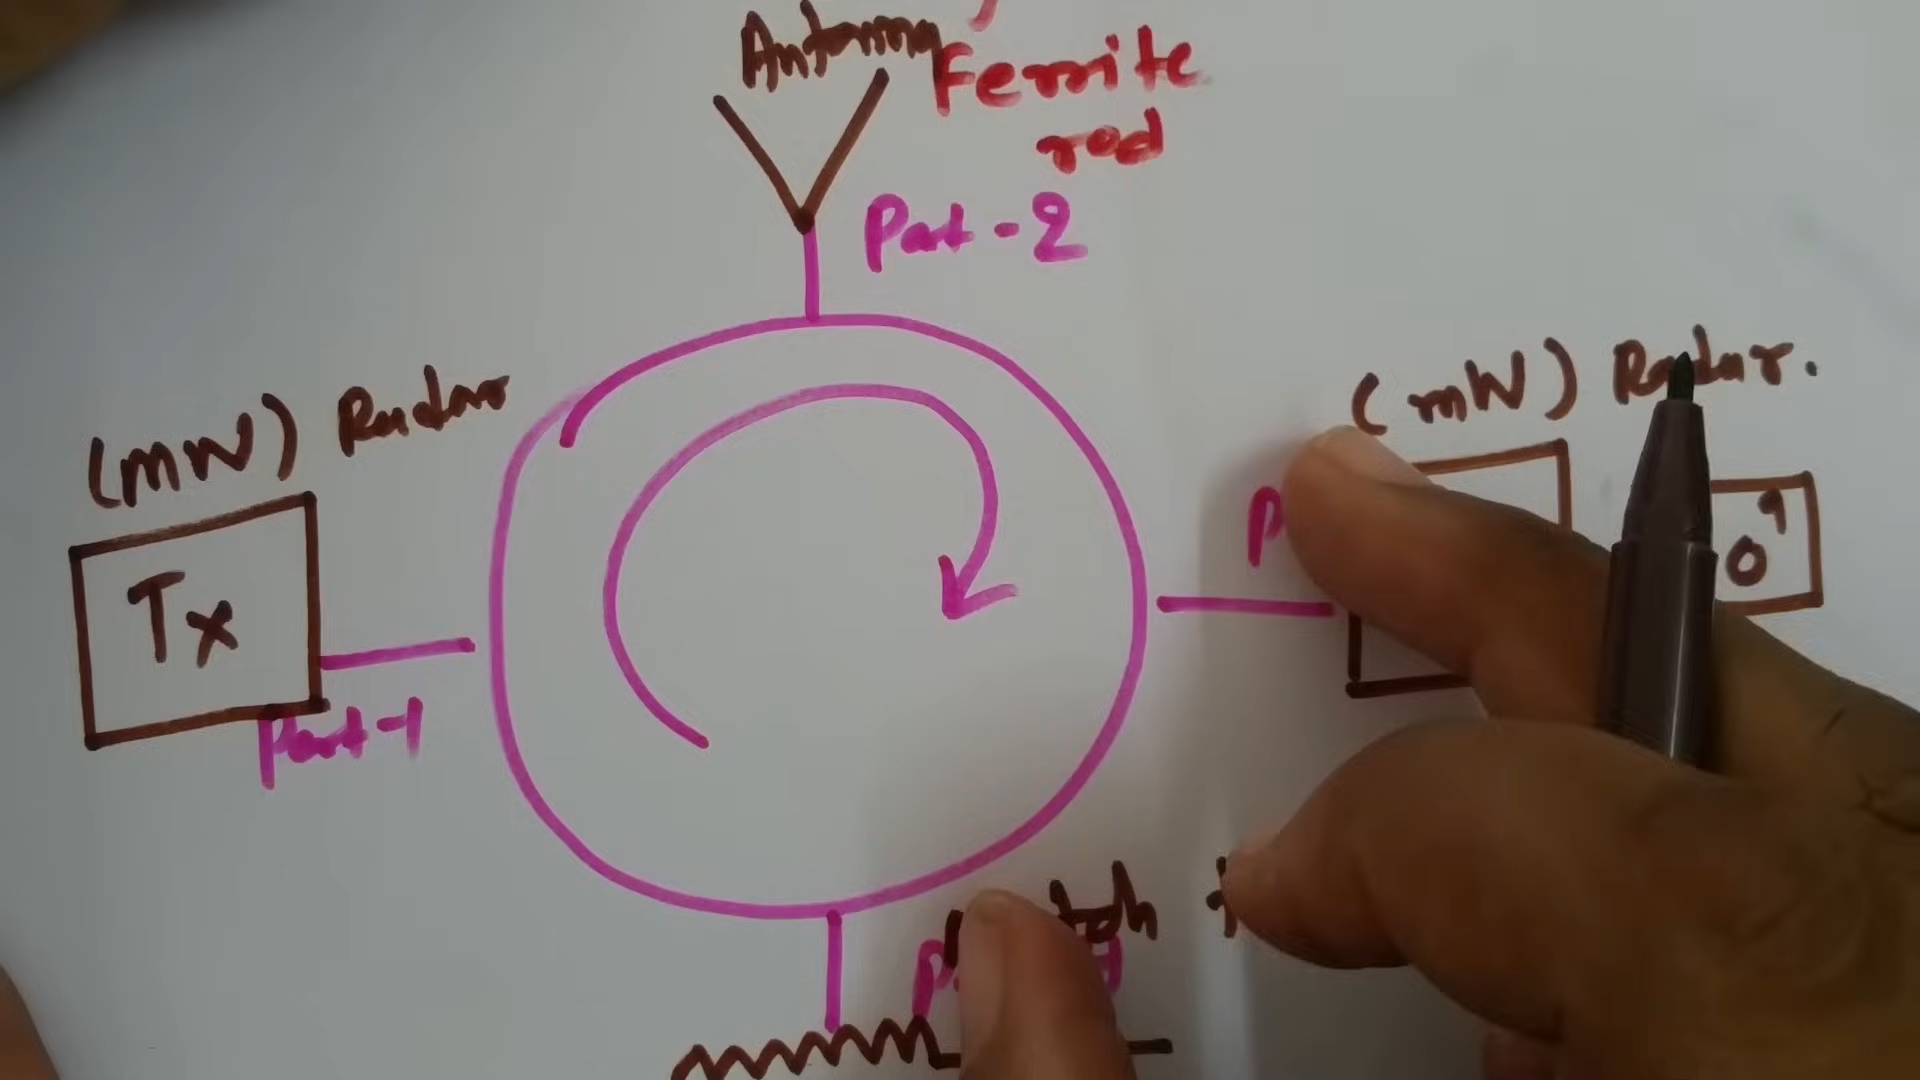 Antenna
Ferrite
rod
Port - 2
(MW) Radar
(mW) Radar.
Tx
Port-1